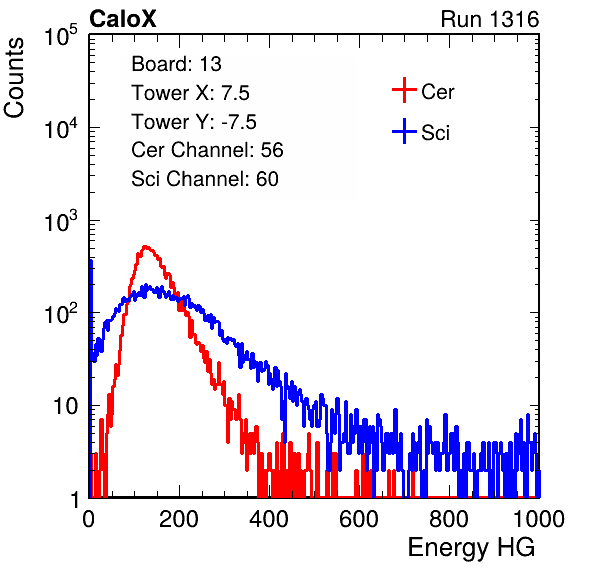 CaloX Run 1316
Counts
Board: 13
Tower X: 7.5
Tower Y: -7.5
Cer Channel: 56
Sci Channel: 60
Cer
Sci
10^5
10^4
10^3
10^2
10
1
0 200 400 600 800 1000
Energy HG